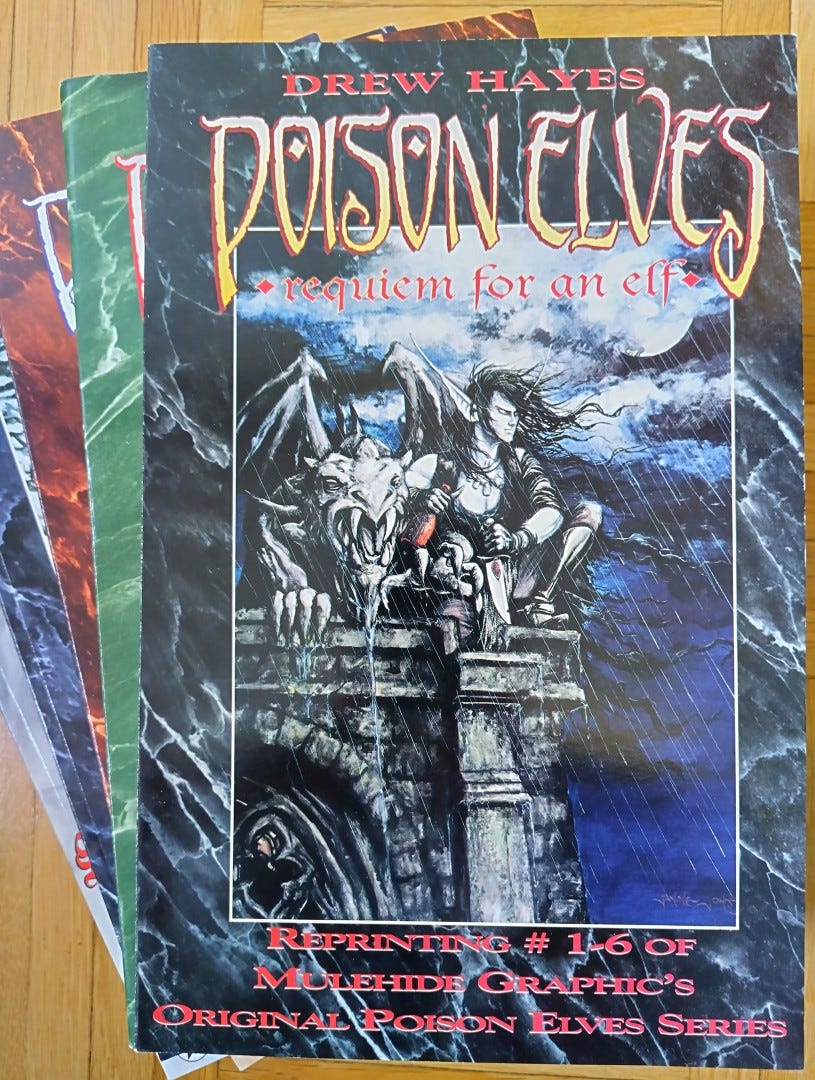 DREW HAYES
POISON ELVES
requiem for an elf
REPRINTING # 1-6 OF
MULEHIDE GRAPHIC'S
ORIGINAL POISON ELVES SERIES